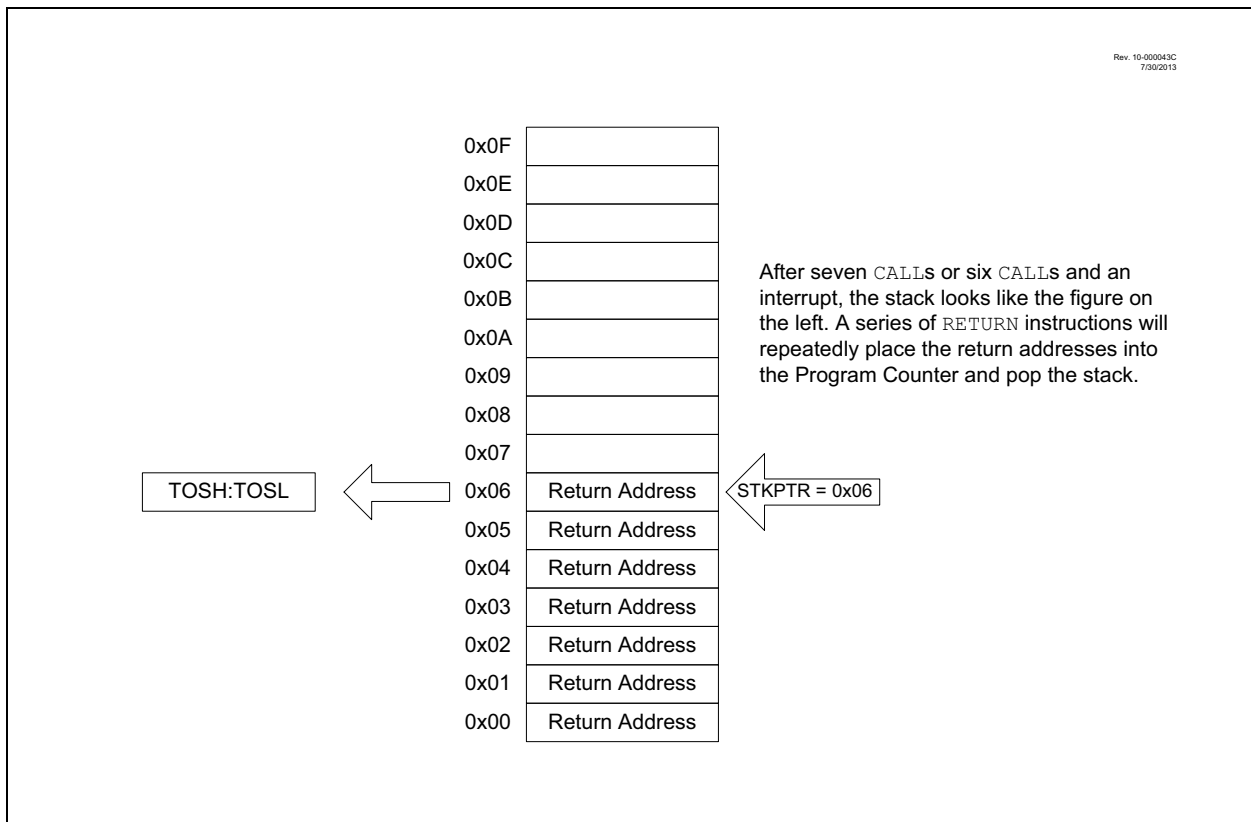 Rev. 10-000043C
7/30/2013
0x0F
0x0E
0x0D
0x0C
0x0B
0x0A
0x09
0x08
0x07
After seven CALLs or six CALLs and an
interrupt, the stack looks like the figure on
the left. A series of RETURN instructions will
repeatedly place the return addresses into
the Program Counter and pop the stack.
TOSH:TOSL
0x06 Return Address
STKPTR = 0x06
0x05 Return Address
0x04 Return Address
0x03 Return Address
0x02 Return Address
0x01 Return Address
0x00 Return Address